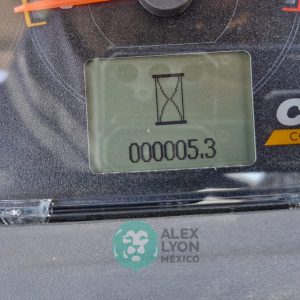 000005.3
ALEX
LYON
MÉXICO